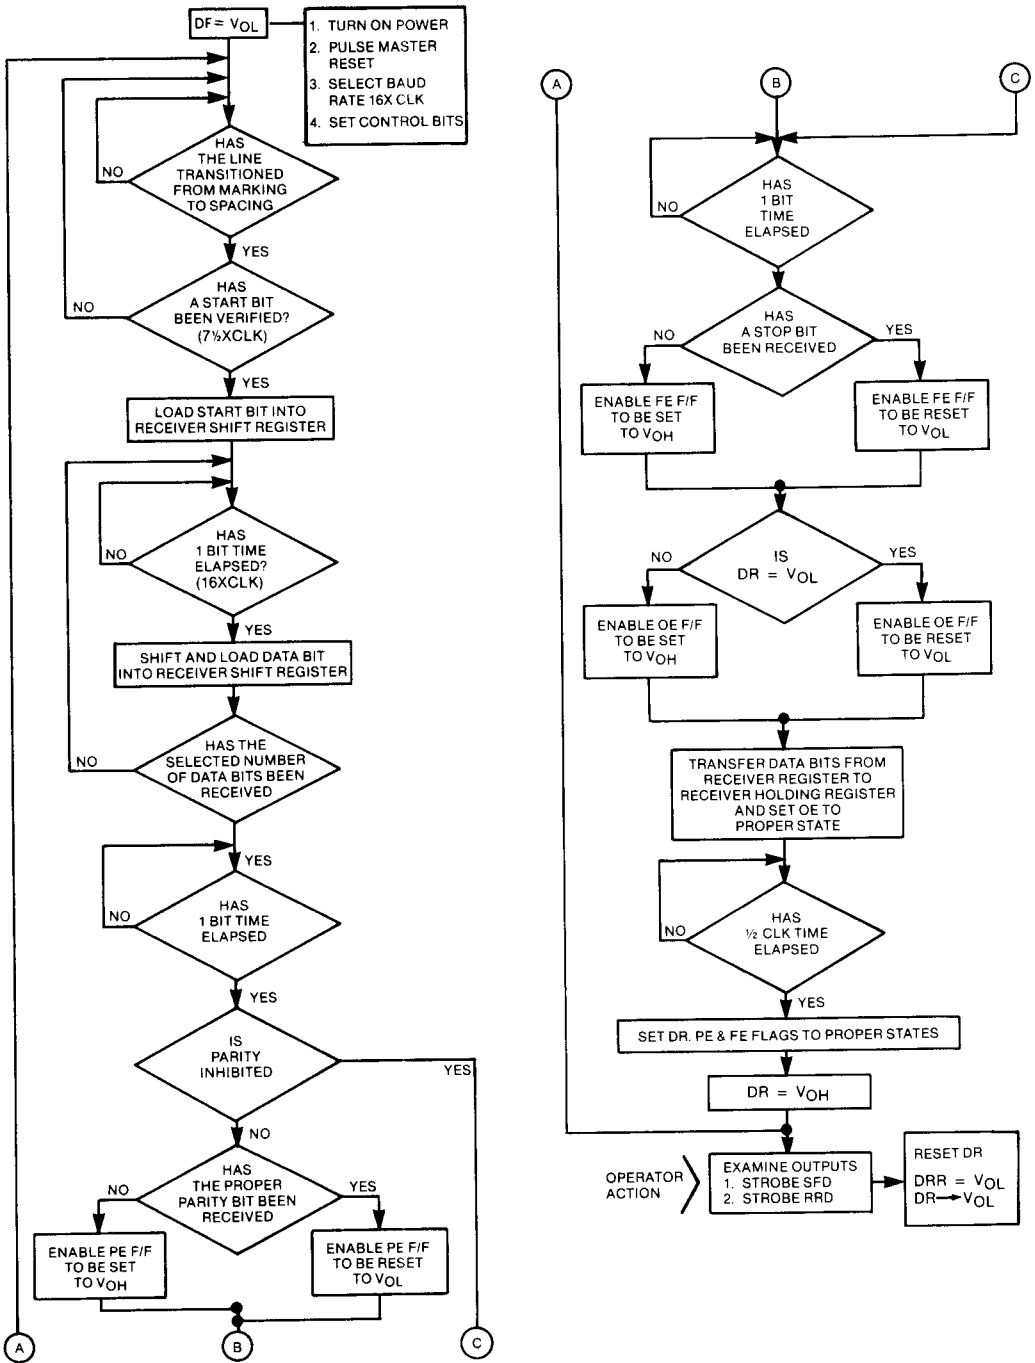 DF = VOL
1. TURN ON POWER
2. PULSE MASTER
RESET
3. SELECT BAUD
RATE 16X CLK
4. SET CONTROL BITS
HAS
THE LINE
TRANSITIONED
FROM MARKING
TO SPACING
NO
YES
HAS
A START BIT
BEEN VERIFIED?
(7½XCLK)
NO
YES
LOAD START BIT INTO
RECEIVER SHIFT REGISTER
HAS
1 BIT TIME
ELAPSED?
(16XCLK)
NO
YES
SHIFT AND LOAD DATA BIT
INTO RECEIVER SHIFT REGISTER
HAS THE
SELECTED NUMBER
OF DATA BITS BEEN
RECEIVED
NO
YES
HAS
1 BIT TIME
ELAPSED
NO
YES
IS
PARITY
INHIBITED
YES
NO
HAS
THE PROPER
PARITY BIT BEEN
RECEIVED
NO
YES
ENABLE PE F/F
TO BE SET
TO VOH
ENABLE PE F/F
TO BE RESET
TO VOL
A
B
C
A
B
C
HAS
1 BIT
TIME
ELAPSED
NO
HAS
A STOP BIT
BEEN RECEIVED
NO
YES
ENABLE FE F/F
TO BE SET
TO VOH
ENABLE FE F/F
TO BE RESET
TO VOL
IS
DR = VOL
NO
YES
ENABLE OE F/F
TO BE SET
TO VOH
ENABLE OE F/F
TO BE RESET
TO VOL
TRANSFER DATA BITS FROM
RECEIVER REGISTER TO
RECEIVER HOLDING REGISTER
AND SET OE TO
PROPER STATE
HAS
½ CLK TIME
ELAPSED
NO
YES
SET DR. PE & FE FLAGS TO PROPER STATES
DR = VOH
OPERATOR
ACTION
EXAMINE OUTPUTS
1. STROBE SFD
2. STROBE RRD
RESET DR
DRR = VOL
DR→VOL